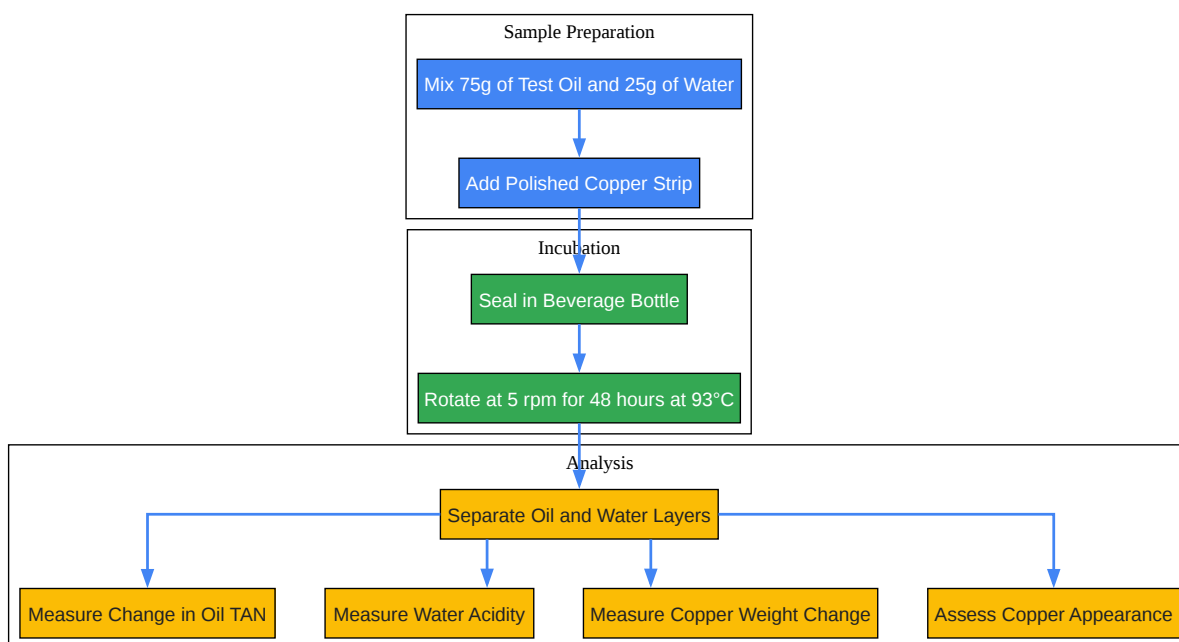 Sample Preparation
Mix 75g of Test Oil and 25g of Water
Add Polished Copper Strip
Incubation
Seal in Beverage Bottle
Rotate at 5 rpm for 48 hours at 93°C
Analysis
Separate Oil and Water Layers
Measure Change in Oil TAN
Measure Water Acidity
Measure Copper Weight Change
Assess Copper Appearance